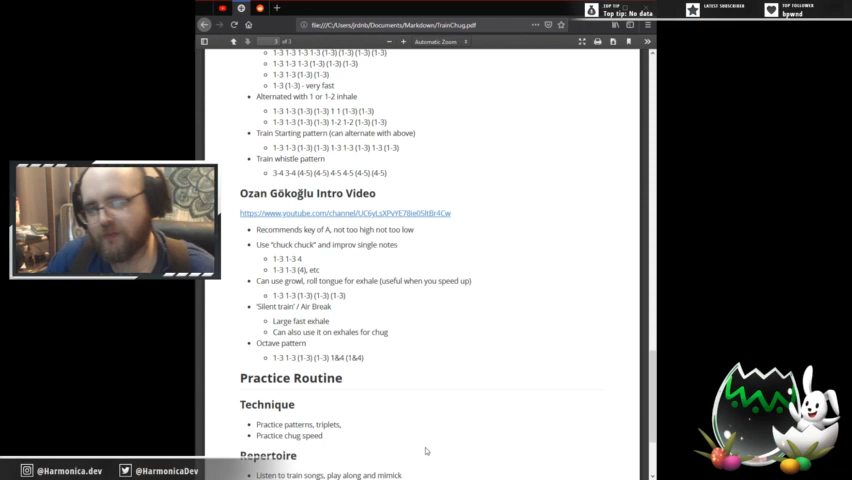 file:///C:/Users/jrdnb/Documents/Markdown/TrainChug.pdf
TOP TIP
Top tip: No data
LATEST SUBSCRIBER
TOP FOLLOWER
bpwnd
3 of 3
Automatic Zoom
1-3 1-3 1-3 1-3 (1-3) (1-3) (1-3) (1-3)
1-3 1-3 1-3 (1-3) (1-3) (1-3)
1-3 1-3 (1-3) (1-3)
1-3 (1-3) - very fast
Alternated with 1 or 1-2 inhale
1-3 1-3 (1-3) (1-3) 1 1 (1-3) (1-3)
1-3 1-3 (1-3) (1-3) 1-2 1-2 (1-3) (1-3)
Train Starting pattern (can alternate with above)
1-3 1-3 (1-3) (1-3) 1-3 1-3 (1-3) 1-3 (1-3)
Train whistle pattern
3-4 3-4 (4-5) (4-5) 4-5 4-5 (4-5) (4-5)
Ozan Gökoğlu Intro Video
Recommends key of A, not too high not too low
Use "chuck chuck" and improv single notes
1-3 1-3 4
1-3 1-3 (4), etc
Can use growl, roll tongue for exhale (useful when you speed up)
1-3 1-3 (1-3) (1-3) (1-3)
'Silent train' / Air Break
Large fast exhale
Can also use it on exhales for chug
Octave pattern
1-3 1-3 (1-3) (1-3) 1&4 (1&4)
Practice Routine
Technique
Practice patterns, triplets,
Practice chug speed
Repertoire
Listen to train songs, play along and mimick
@Harmonica.dev
@HarmonicaDev